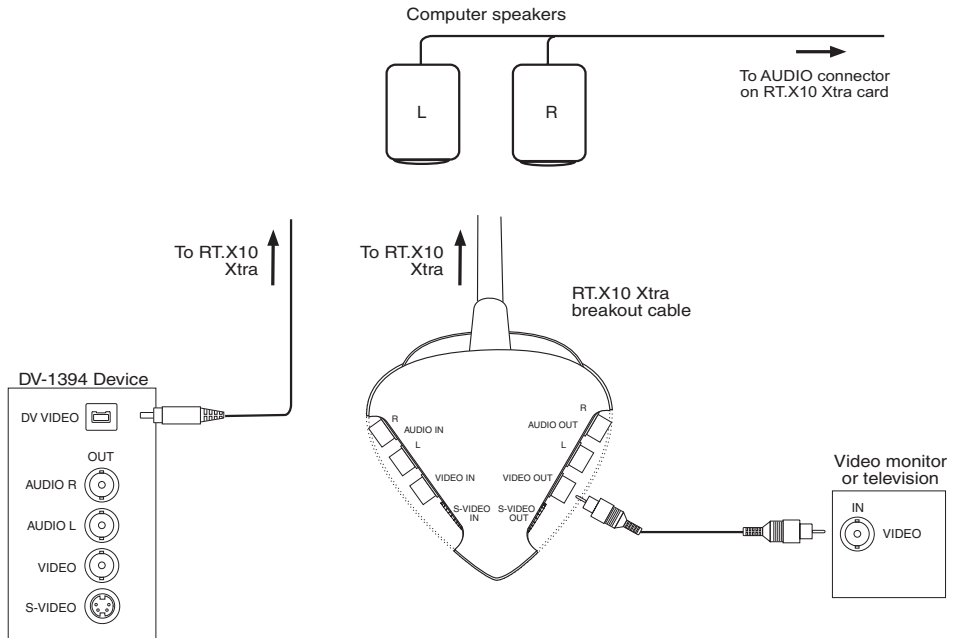 Computer speakers
L
R
To AUDIO connector
on RT.X10 Xtra card
To RT.X10
Xtra
To RT.X10
Xtra
RT.X10 Xtra
breakout cable
DV-1394 Device
DV VIDEO
OUT
AUDIO R
AUDIO L
VIDEO
S-VIDEO
R
AUDIO IN
L
VIDEO IN
S-VIDEO
IN
R
AUDIO OUT
L
VIDEO OUT
S-VIDEO
OUT
Video monitor
or television
IN
VIDEO